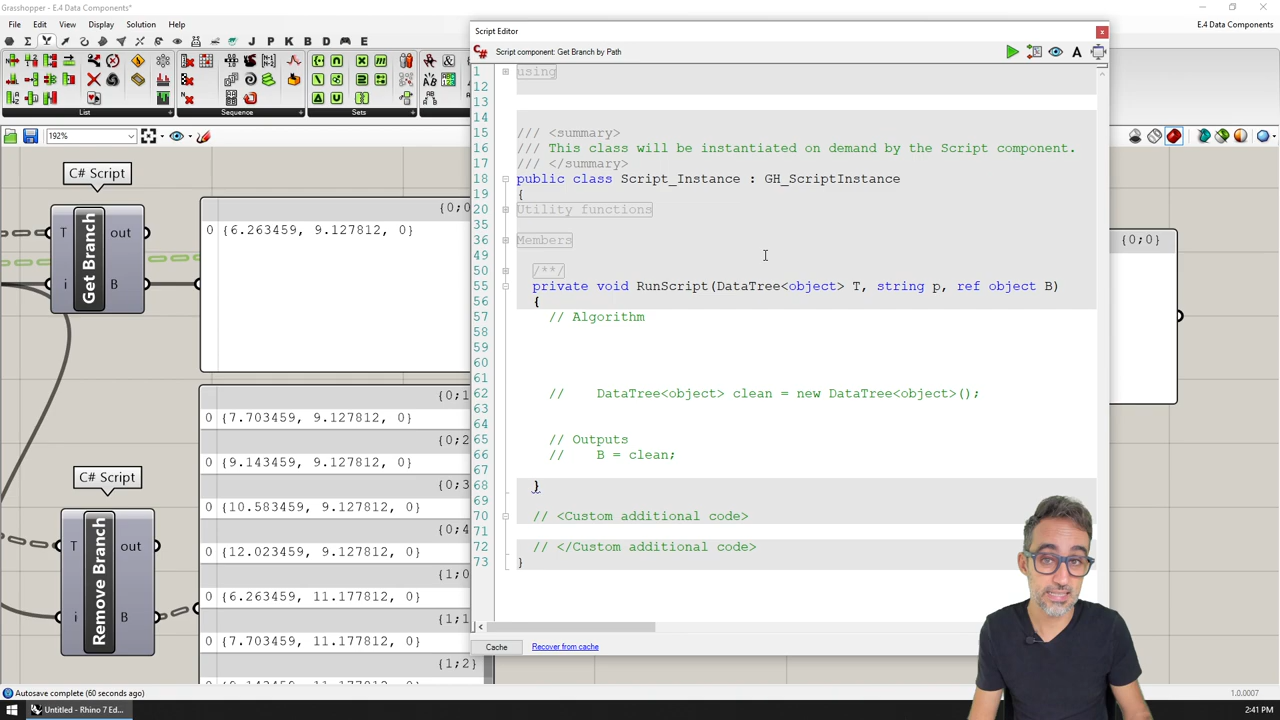 Grasshopper - E.4 Data Components*
File Edit View Display Solution Help
E.4 Data Components*
J P K B D A E
List
Sequence
Sets
192%
C# Script
T out
i B
Get Branch
{0;0
0 {6.263459, 9.127812, 0}
{0;1
0 {7.703459, 9.127812, 0}
{0;2
0 {9.143459, 9.127812, 0}
{0;3
0 {10.583459, 9.127812, 0}
{0;4
0 {12.023459, 9.127812, 0}
{1;0
0 {6.263459, 11.177812, 0}
{1;1
0 {7.703459, 11.177812, 0}
{1;2}
C# Script
T out
i B
Remove Branch
{0;0}
Script Editor
C# Script component: Get Branch by Path
1 using
12
13
14
15 /// <summary>
16 /// This class will be instantiated on demand by the Script component.
17 /// </summary>
18 public class Script_Instance : GH_ScriptInstance
19 {
20 Utility functions
35
36 Members
49
50 /**/
55 private void RunScript(DataTree<object> T, string p, ref object B)
56 {
57 // Algorithm
58
59
60
61
62 // DataTree<object> clean = new DataTree<object>();
63
64
65 // Outputs
66 // B = clean;
67
68 }
69
70 // <Custom additional code>
71
72 // </Custom additional code>
73 }
Cache Recover from cache
Autosave complete (60 seconds ago)
1.0.0007
Untitled - Rhino 7 Ed...
2:41 PM